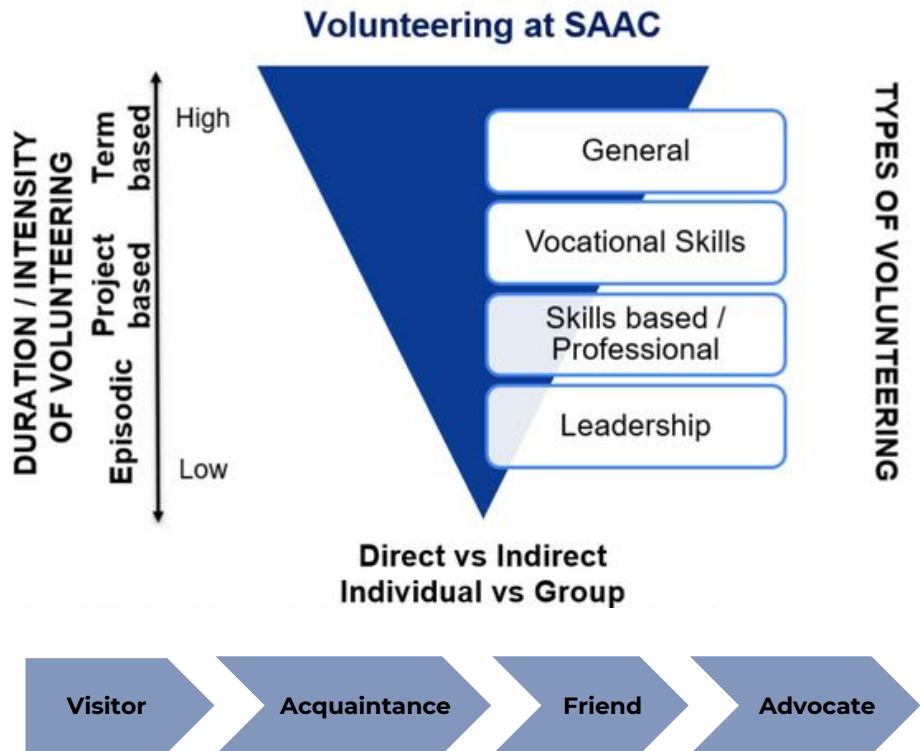 Volunteering at SAAC
DURATION / INTENSITY
OF VOLUNTEERING
Term
based
Project
based
Episodic
High
Low
General
Vocational Skills
Skills based /
Professional
Leadership
TYPES OF VOLUNTEERING
Direct vs Indirect
Individual vs Group
Visitor
Acquaintance
Friend
Advocate